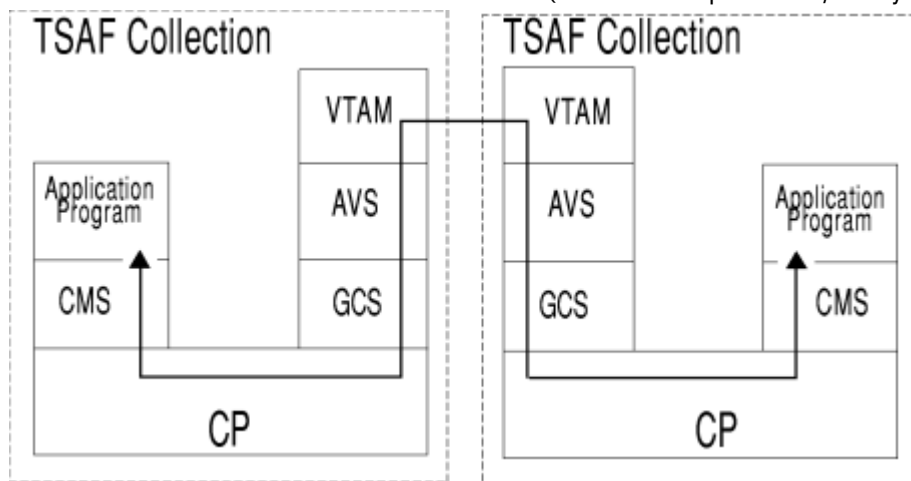 TSAF Collection
VTAM
Application
Program
AVS
CMS
GCS
CP
TSAF Collection
VTAM
AVS
Application
Program
GCS
CMS
CP